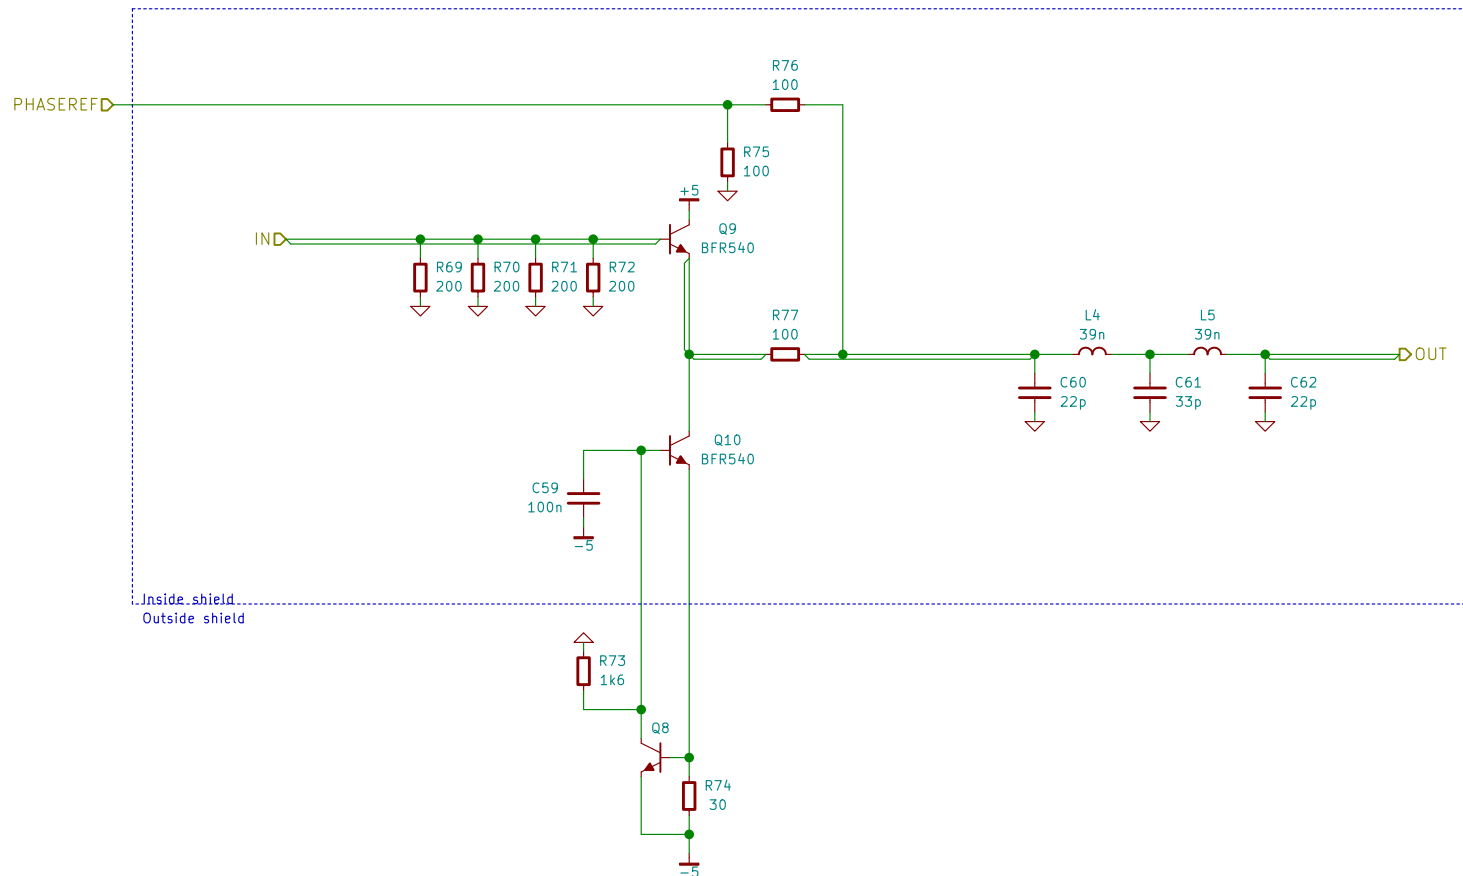 R76
100
PHASEREF
R75
100
+5
Q9
BFR540
IN
R69
200
R70
200
R71
200
R72
200
R77
100
L4
39n
L5
39n
OUT
C60
22p
C61
33p
C62
22p
Q10
BFR540
C59
100n
-5
Inside shield
Outside shield
R73
1k6
Q8
R74
30
-5